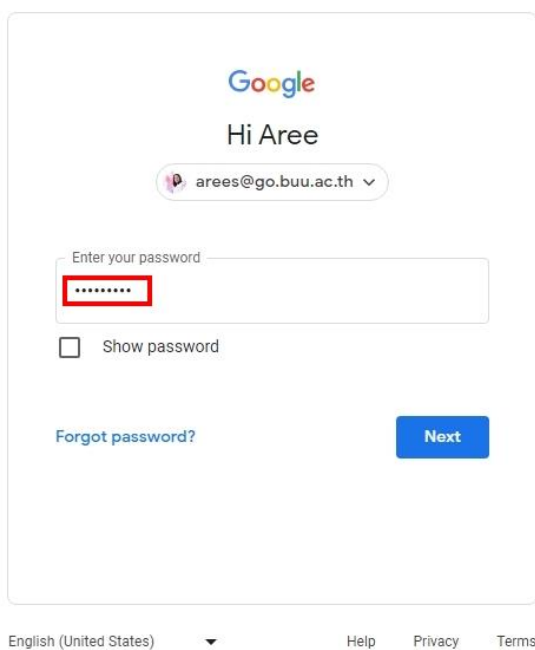 Google
Hi Aree
arees@go.buu.ac.th
Enter your password
•••••••••
Show password
Forgot password?
Next
English (United States)
Help Privacy Terms